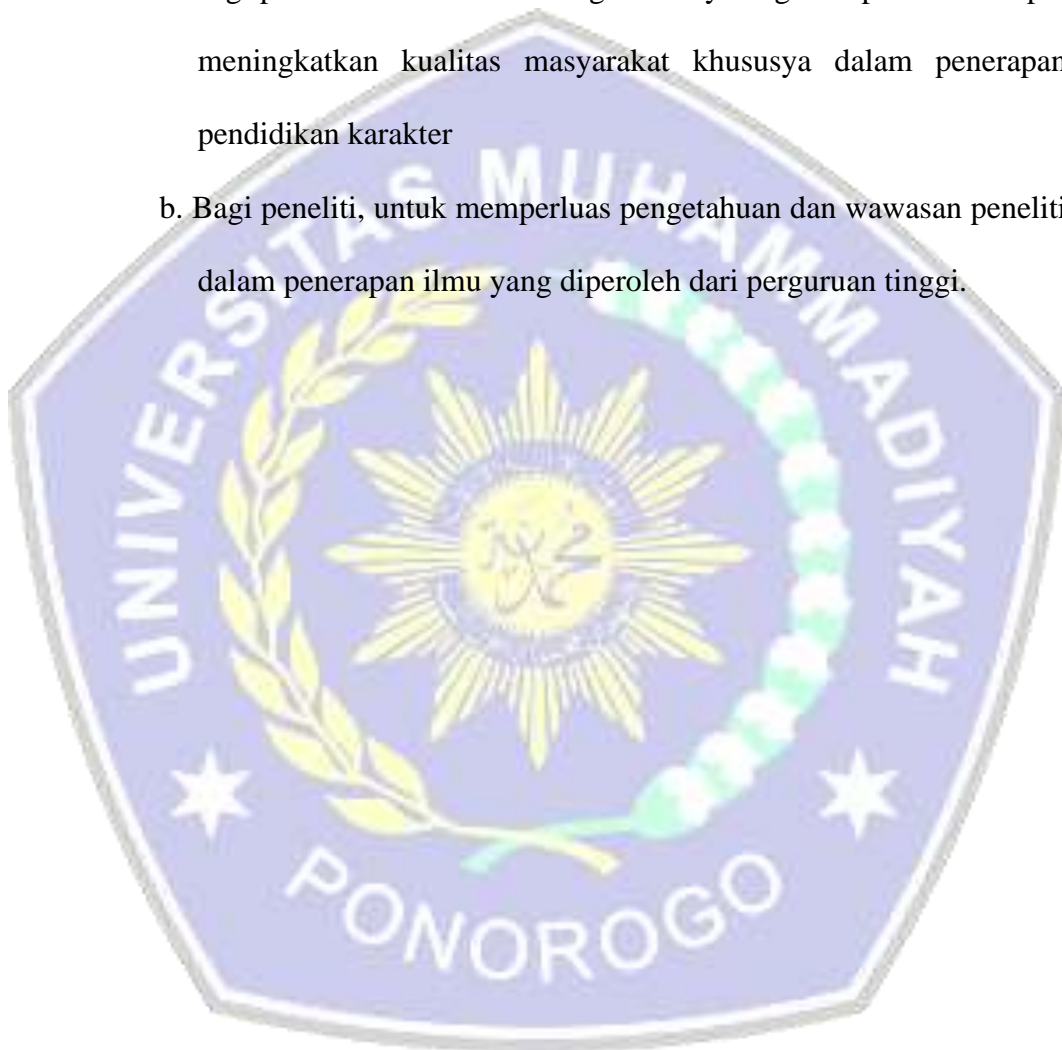 meningkatkan kualitas masyarakat khususya dalam penerapan
pendidikan karakter
b. Bagi peneliti, untuk memperluas pengetahuan dan wawasan peneliti
dalam penerapan ilmu yang diperoleh dari perguruan tinggi.
UNIVERSITAS MUHAMMADIYAH
PONOROGO